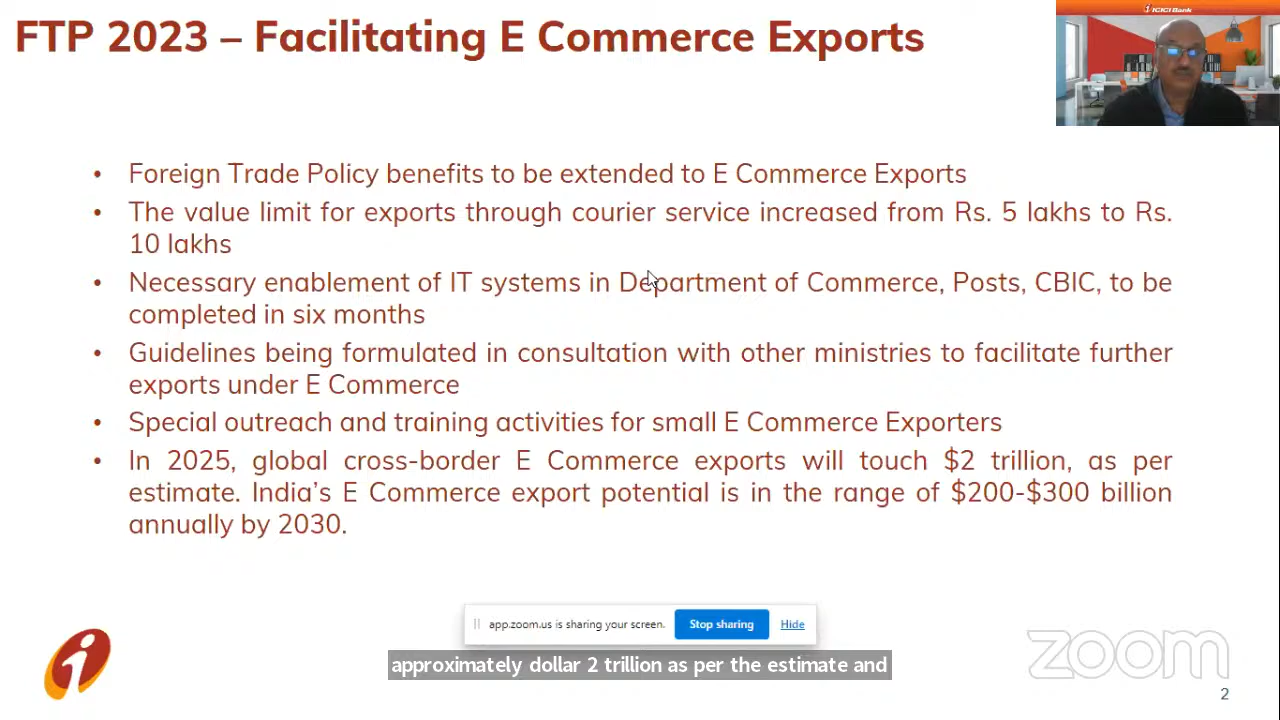 FTP 2023 – Facilitating E Commerce Exports
ICICI Bank
• Foreign Trade Policy benefits to be extended to E Commerce Exports
• The value limit for exports through courier service increased from Rs. 5 lakhs to Rs.
10 lakhs
• Necessary enablement of IT systems in Department of Commerce, Posts, CBIC, to be
completed in six months
• Guidelines being formulated in consultation with other ministries to facilitate further
exports under E Commerce
• Special outreach and training activities for small E Commerce Exporters
• In 2025, global cross-border E Commerce exports will touch $2 trillion, as per
estimate. India’s E Commerce export potential is in the range of $200-$300 billion
annually by 2030.
app.zoom.us is sharing your screen. Stop sharing Hide
approximately dollar 2 trillion as per the estimate and
zoom
2